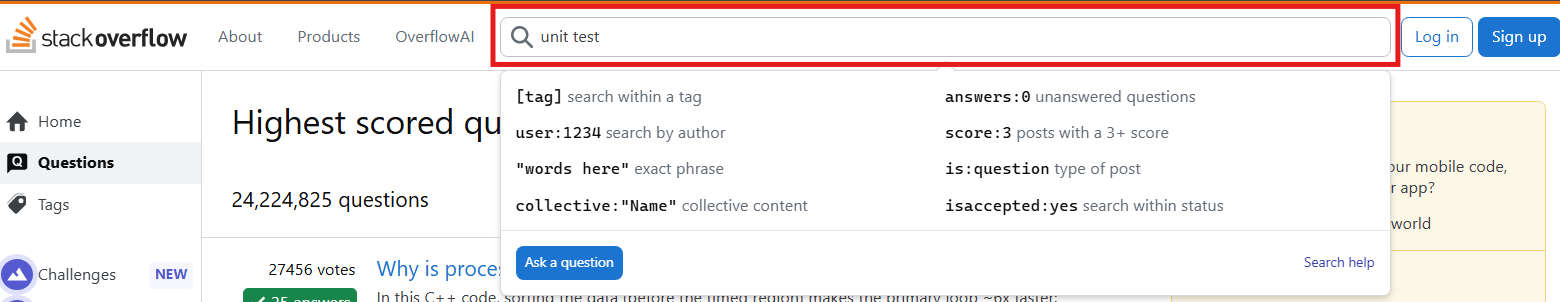 stackoverflow About Products OverflowAI unit test Log in Sign up
[tag] search within a tag answers:0 unanswered questions
Home
Highest scored qu
user:1234 search by author score:3 posts with a 3+ score
Questions
"words here" exact phrase is:question type of post
our mobile code,
r app?
24,224,825 questions
Tags
collective:"Name" collective content isaccepted:yes search within status
world
Ask a question Search help
27456 votes Why is proces
Challenges NEW
25 answers In this C++ code, sorting the data (before the timed region) makes the primary loop ~6x faster: